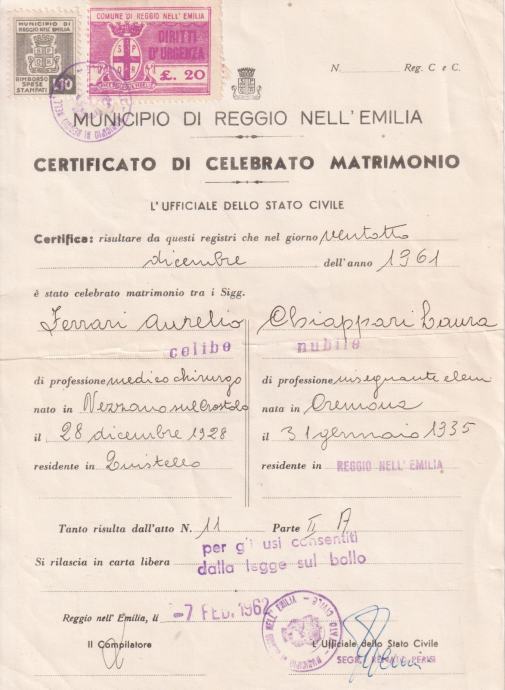 MUNICIPIO DI
REGGIO NELL'EMILIA
RIMBORSO
SPESE
STAMPATI
£.10
COMUNE DI REGGIO NELL'EMILIA
DIRITTI
D'URGENZA
£. 20
N. Reg. C e C.
MUNICIPIO DI REGGIO NELL'EMILIA
CERTIFICATO DI CELEBRATO MATRIMONIO
L'UFFICIALE DELLO STATO CIVILE
Certifica: risultare da questi registri che nel giorno ventotto
dicembre dell'anno 1961
è stato celebrato matrimonio tra i Sigg.
Ferrari Aurelio Chiappari Laura
celibe nubile
di professione medico chirurgo di professione insegnante elem
nato in Vezzano sul Crostolo nata in Cremona
il 28 dicembre 1928 il 31 gennaio 1935
residente in Quistello residente in REGGIO NELL'EMILIA
Tanto risulta dall'atto N. 11 Parte II A
Si rilascia in carta libera per gli usi consentiti
dalla legge sul bollo
Reggio nell'Emilia, li -7 FEB. 1962
Il Compilatore L'Ufficiale dello Stato Civile